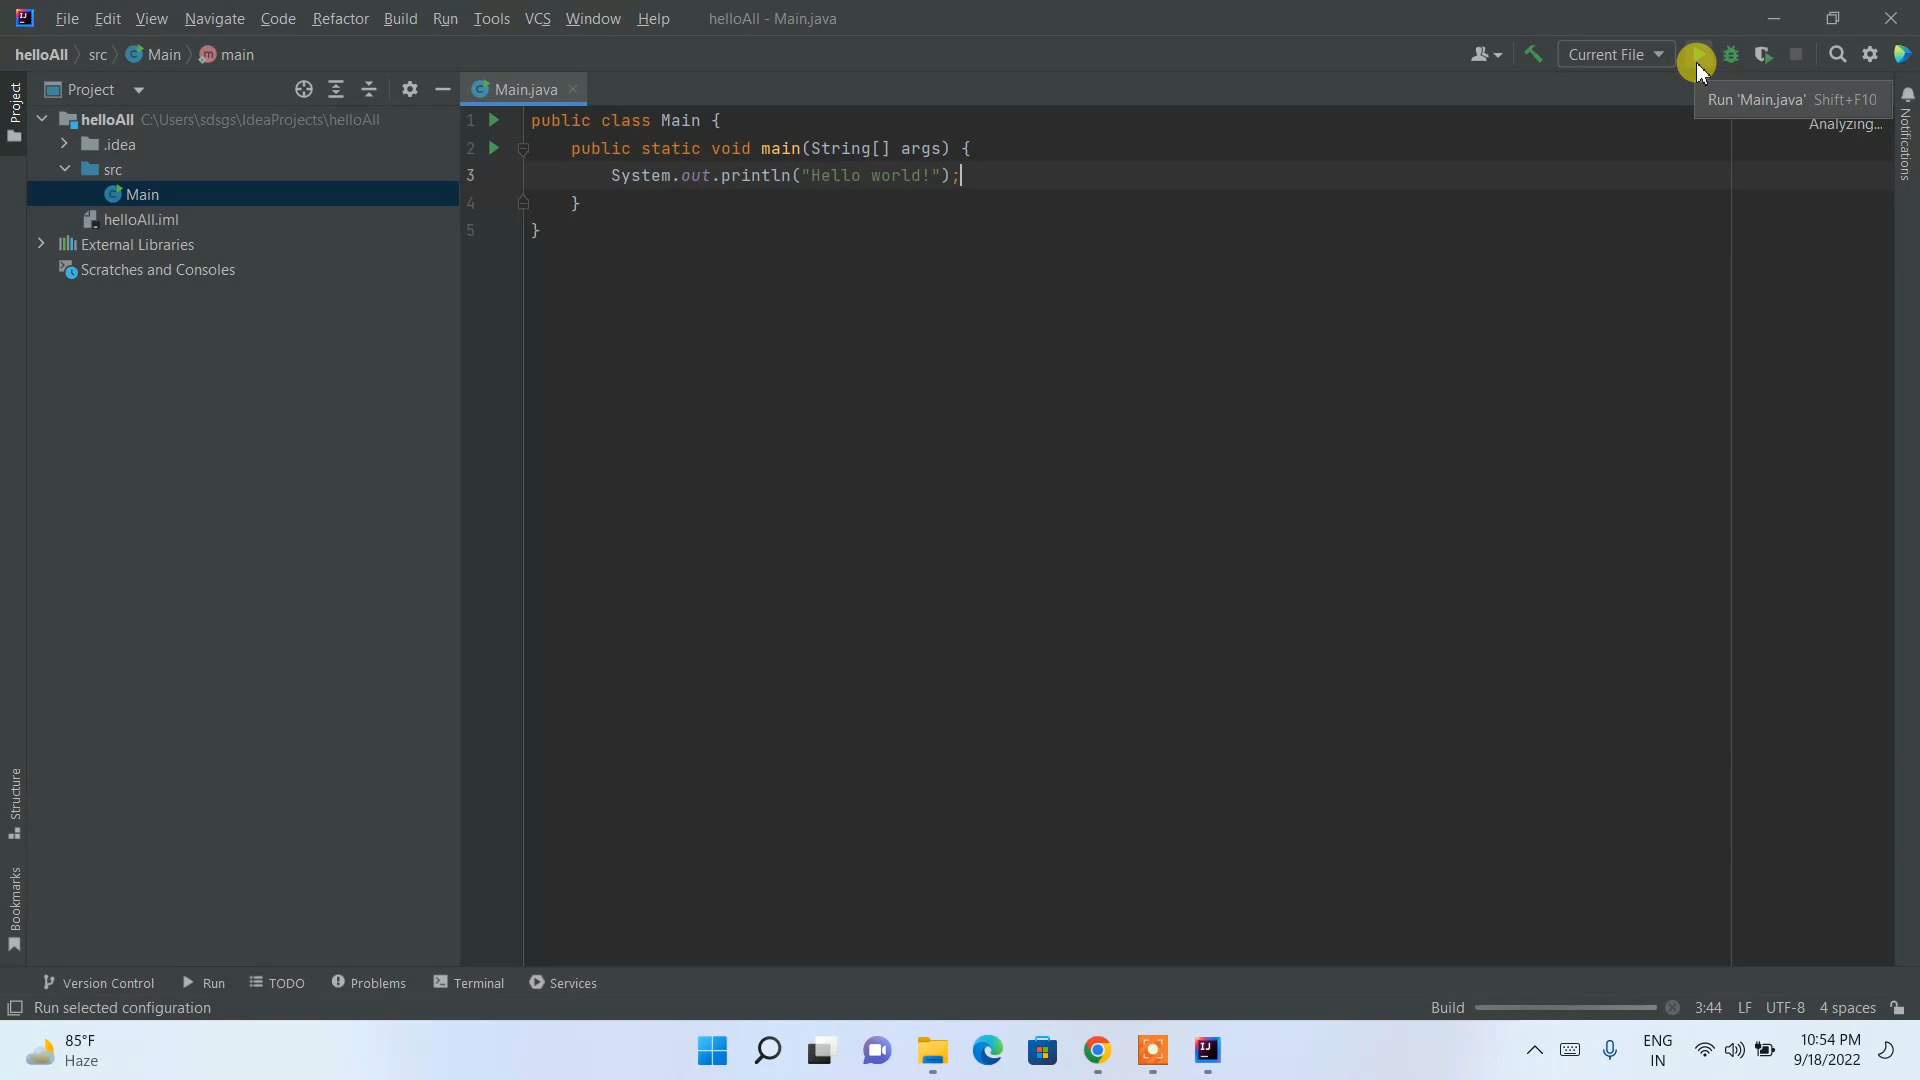 File Edit View Navigate Code Refactor Build Run Tools VCS Window Help helloAll - Main.java
helloAll src Main main Current File
Project Main.java Run 'Main.java' Shift+F10
Analyzing...
Project
Notifications
helloAll C:\Users\sdsgs\IdeaProjects\helloAll
.idea
src
Main
helloAll.iml
External Libraries
Scratches and Consoles
1 public class Main {
2 public static void main(String[] args) {
3 System.out.println("Hello world!");
4 }
5 }
Structure
Bookmarks
Version Control Run TODO Problems Terminal Services
Run selected configuration Build 3:44 LF UTF-8 4 spaces
85°F
Haze
ENG
IN
10:54 PM
9/18/2022